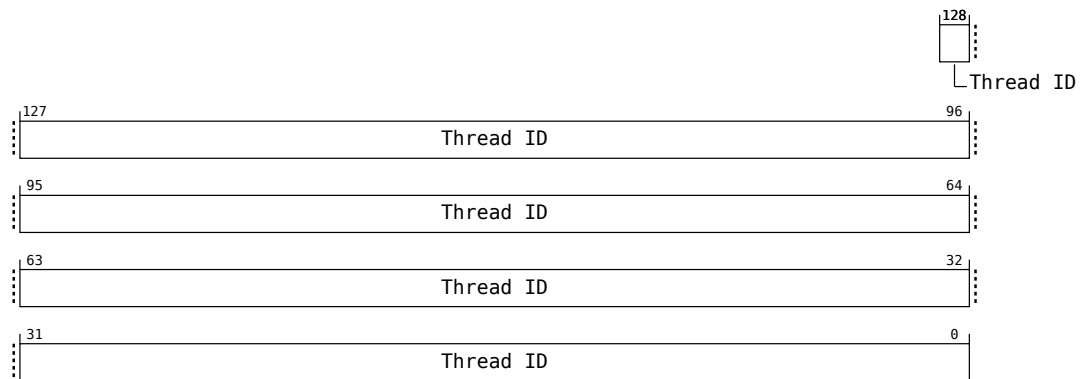 128
Thread ID
127 96
Thread ID
95 64
Thread ID
63 32
Thread ID
31 0
Thread ID